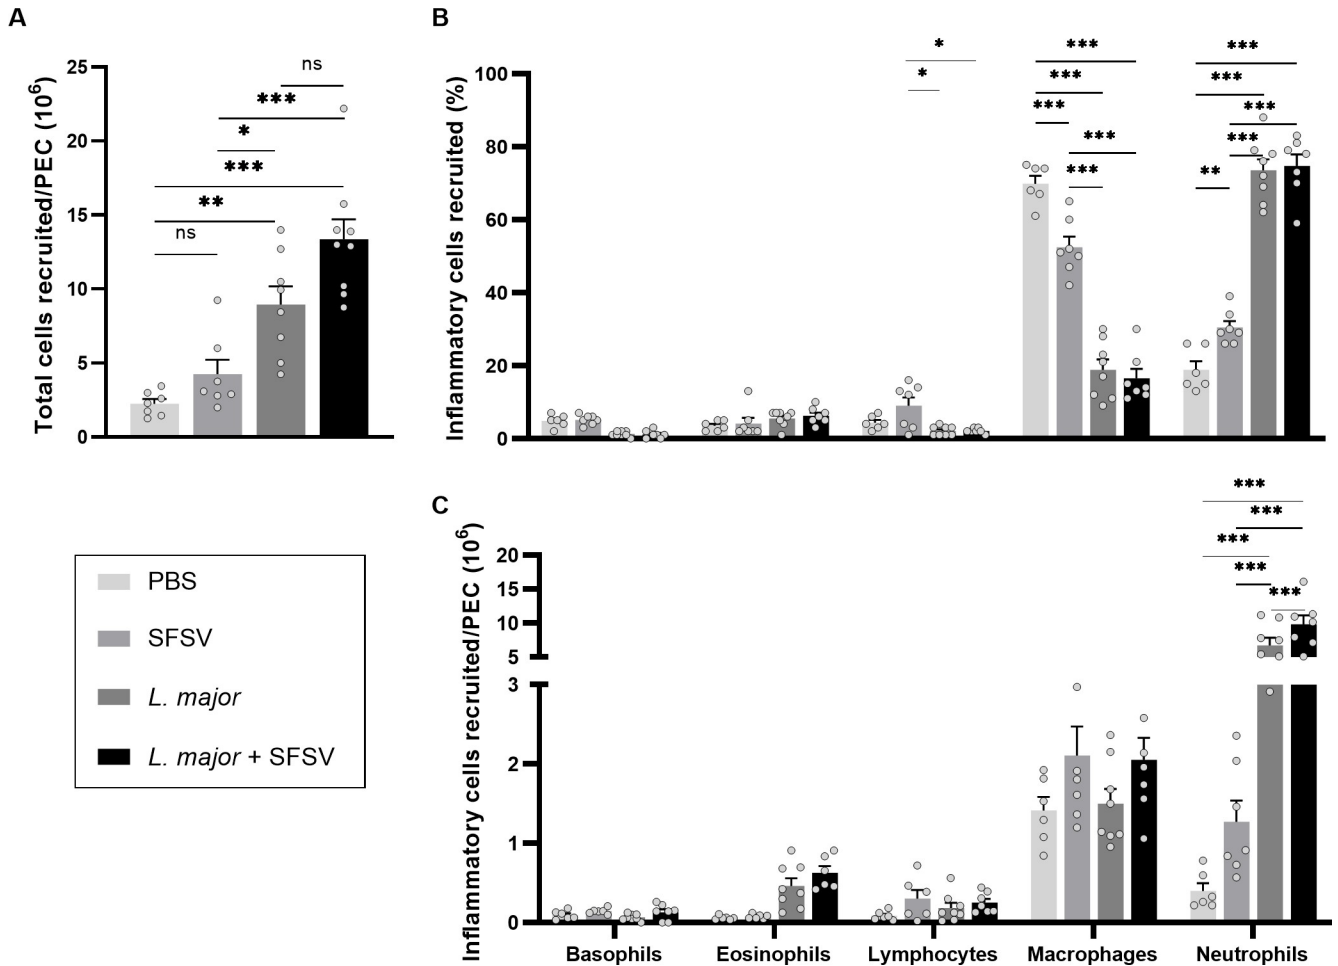 A
Total cells recruited/PEC (10⁶)
25
20
15
10
5
0
ns
***
*
***
**
ns
B
Inflammatory cells recruited (%)
100
80
60
40
20
0
*
*
***
***
***
***
***
***
***
***
***
**
PBS
SFSV
L. major
L. major + SFSV
C
Inflammatory cells recruited/PEC (10⁶)
20
15
10
5
3
2
1
0
***
***
***
***
***
Basophils
Eosinophils
Lymphocytes
Macrophages
Neutrophils